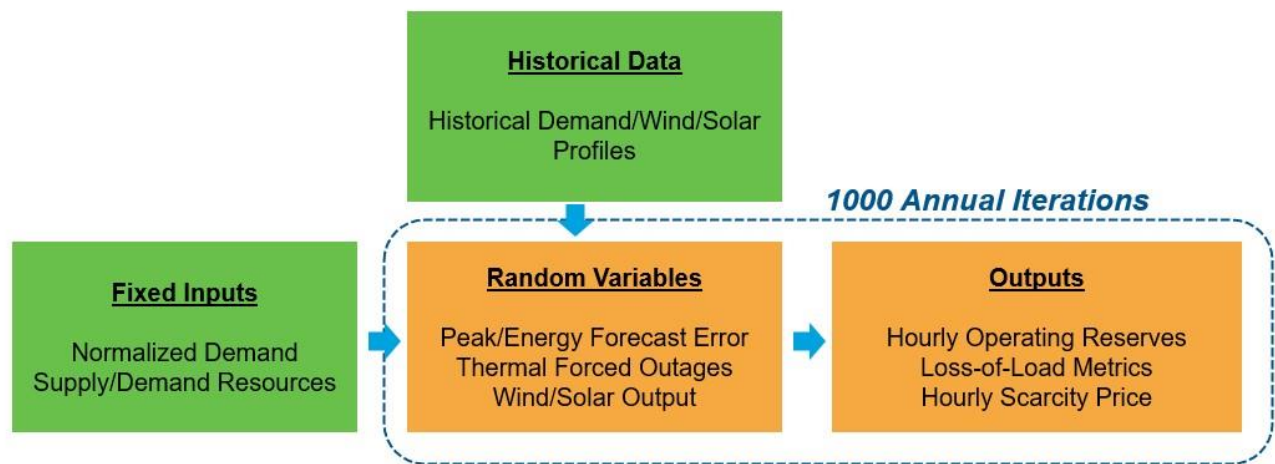 Historical Data
Historical Demand/Wind/Solar
Profiles
1000 Annual Iterations
Fixed Inputs
Normalized Demand
Supply/Demand Resources
Random Variables
Peak/Energy Forecast Error
Thermal Forced Outages
Wind/Solar Output
Outputs
Hourly Operating Reserves
Loss-of-Load Metrics
Hourly Scarcity Price